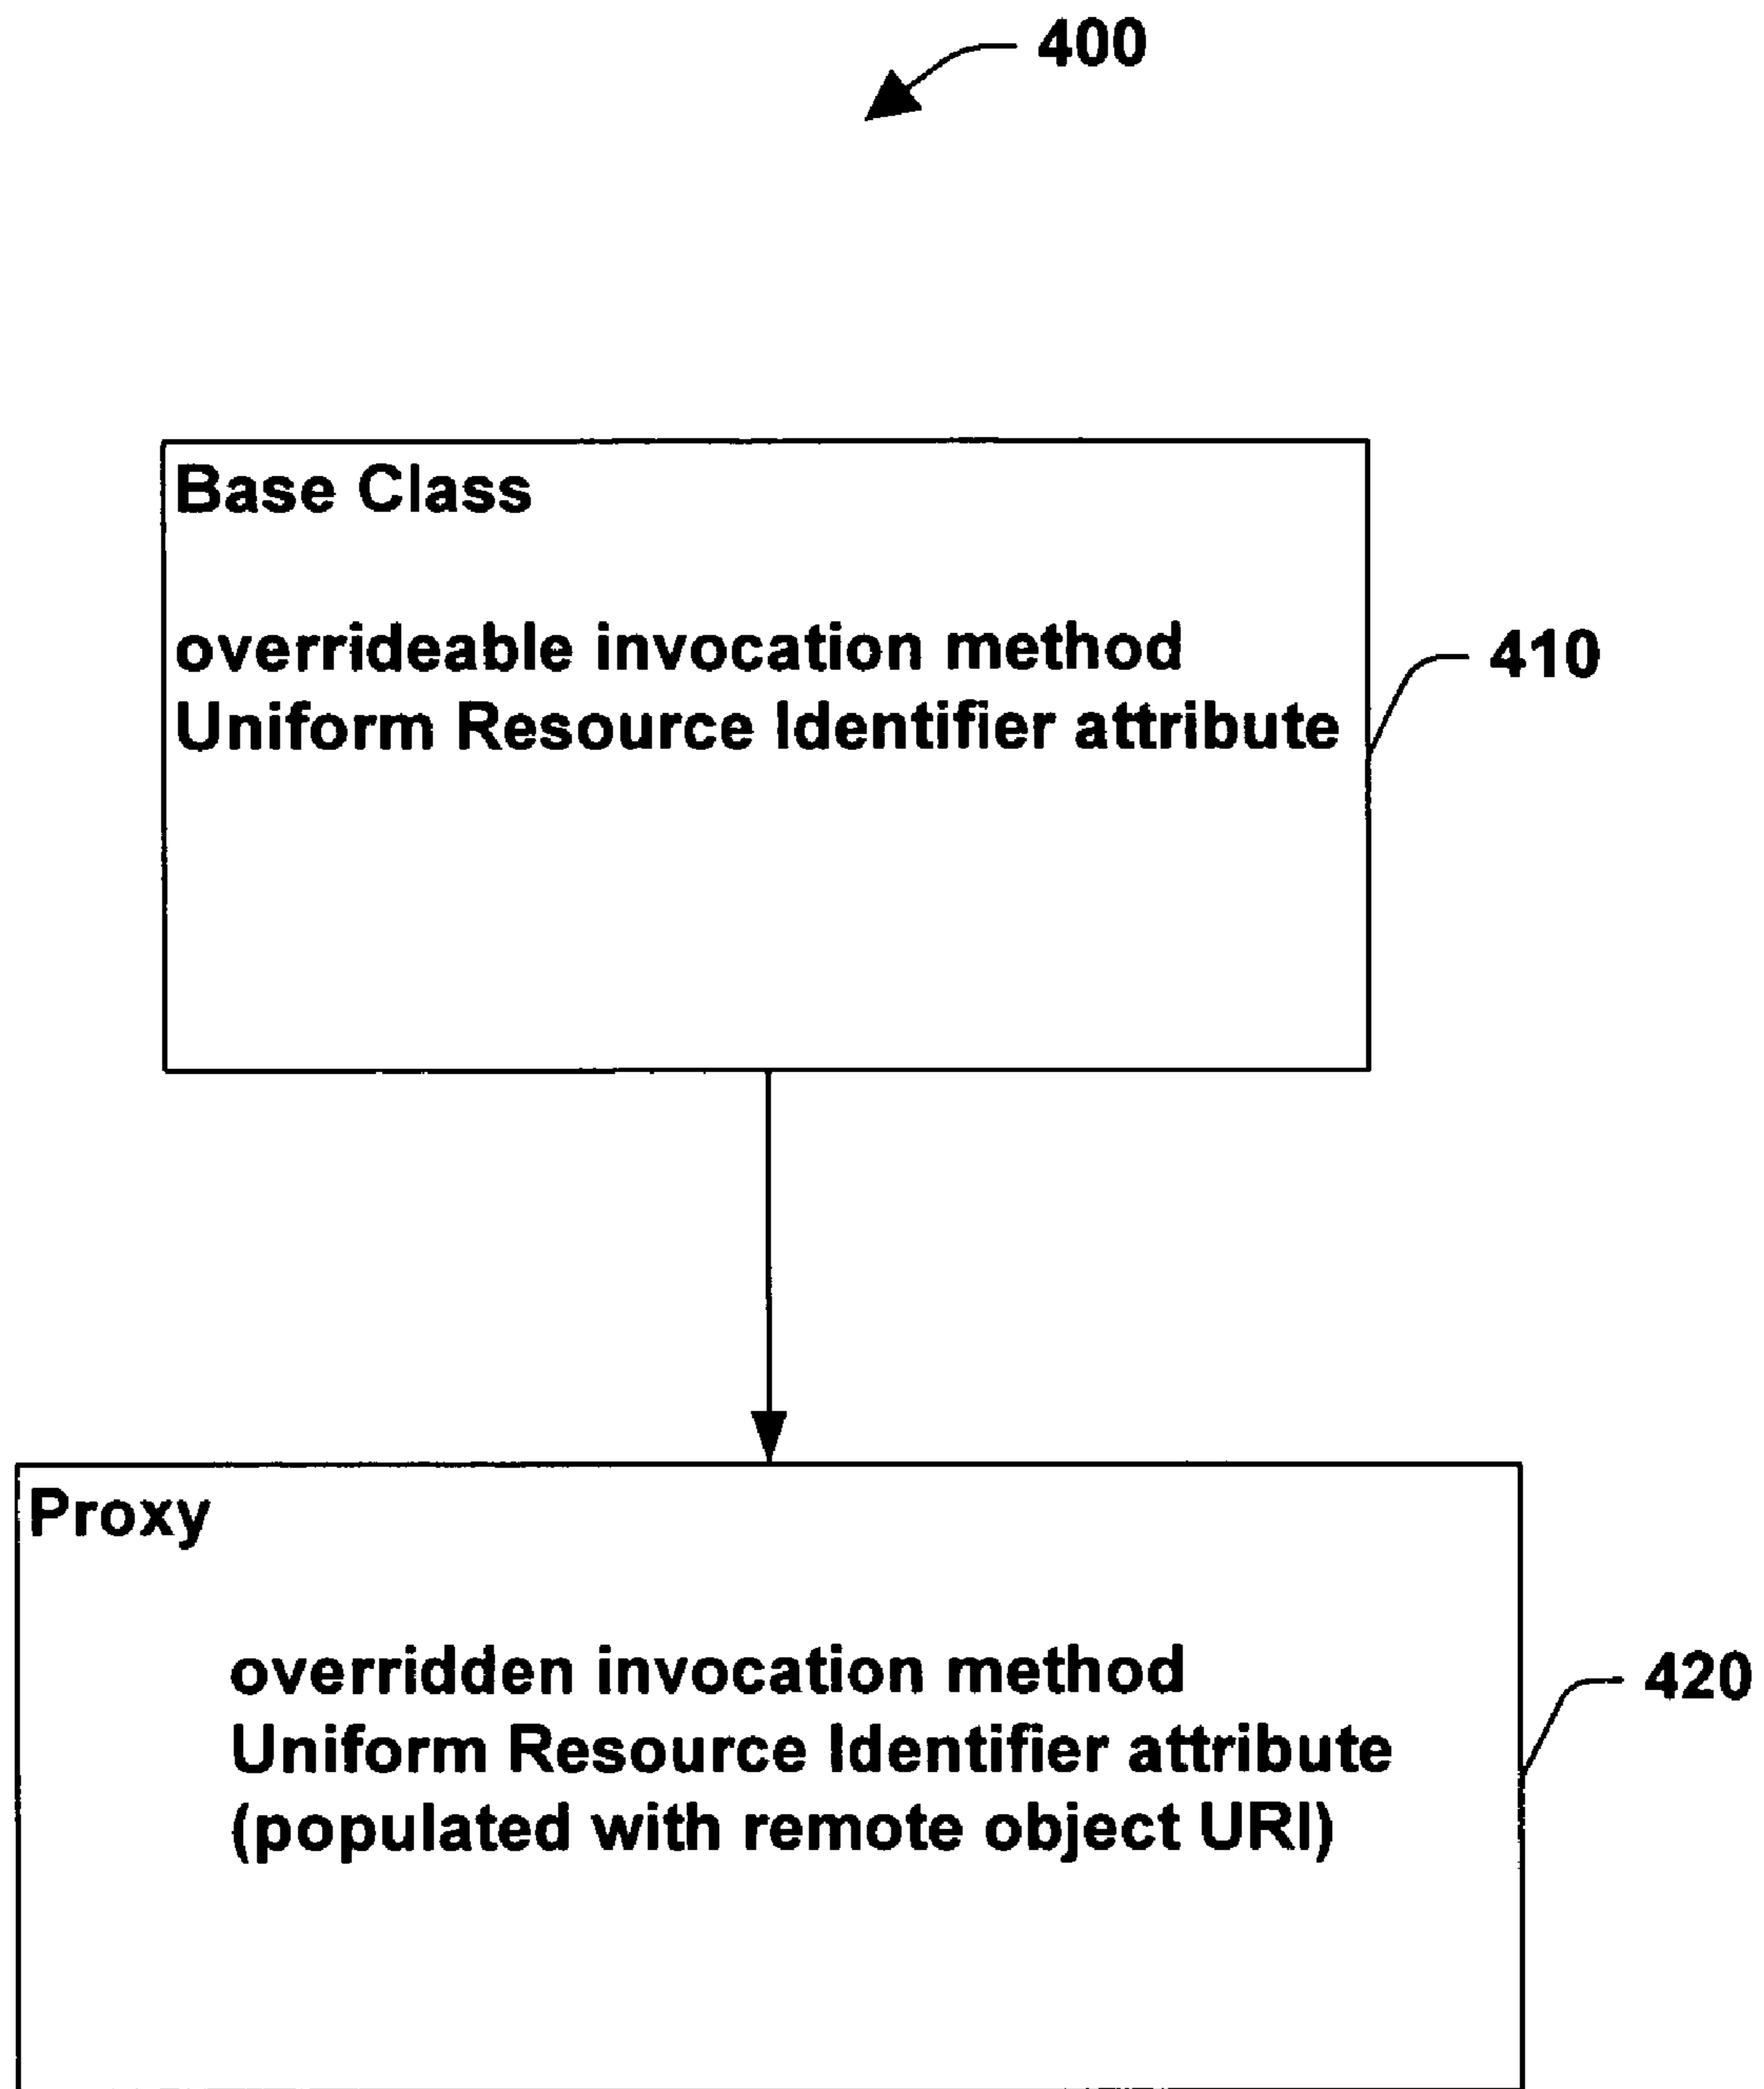 400
Base Class
overrideable invocation method
Uniform Resource Identifier attribute
410
Proxy
overridden invocation method
Uniform Resource Identifier attribute
(populated with remote object URI)
420